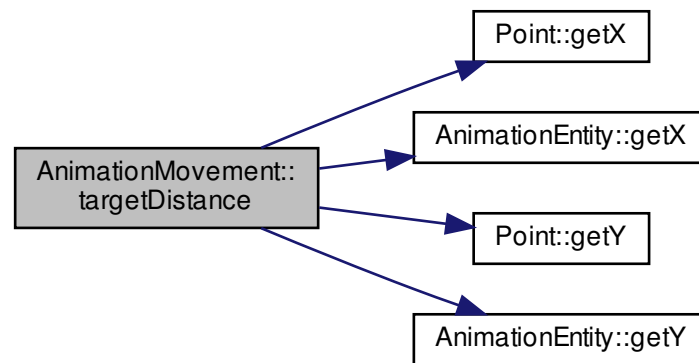 AnimationMovement::
targetDistance
Point::getX
AnimationEntity::getX
Point::getY
AnimationEntity::getY